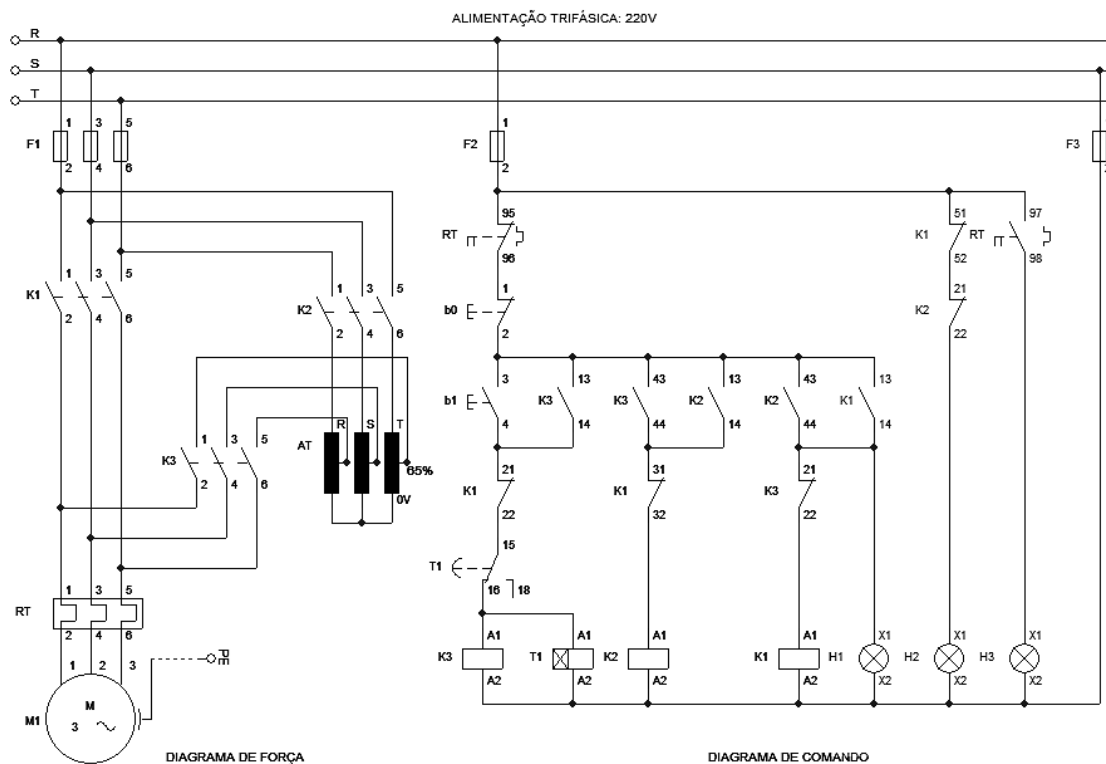 ALIMENTAÇÃO TRIFÁSICA: 220V
R
S
T
1 3 5 1
F1 F2 F3
2 4 6 2
95 51 97
RT K1 RT
96 52 98
1 3 5 1 3 5 1 21
K1 K2 b0 K2
2 4 6 2 4 6 2 22
3 13 43 13 43 13
b1 K3 K3 K2 K2 K1
4 14 44 14 44 14
R S T
AT
1 3 5
K3 65%
2 4 6
0V
21 31 21
K1 K1 K3
22 32 22
15
T1
16 18
1 3 5
RT
2 4 6
A1 A1 A1 A1 X1 X1 X1
K3 T1 K2 K1 H1 H2 H3
A2 A2 A2 A2 X2 X2 X2
PE
1 2 3
M
M1
3
DIAGRAMA DE FORÇA DIAGRAMA DE COMANDO